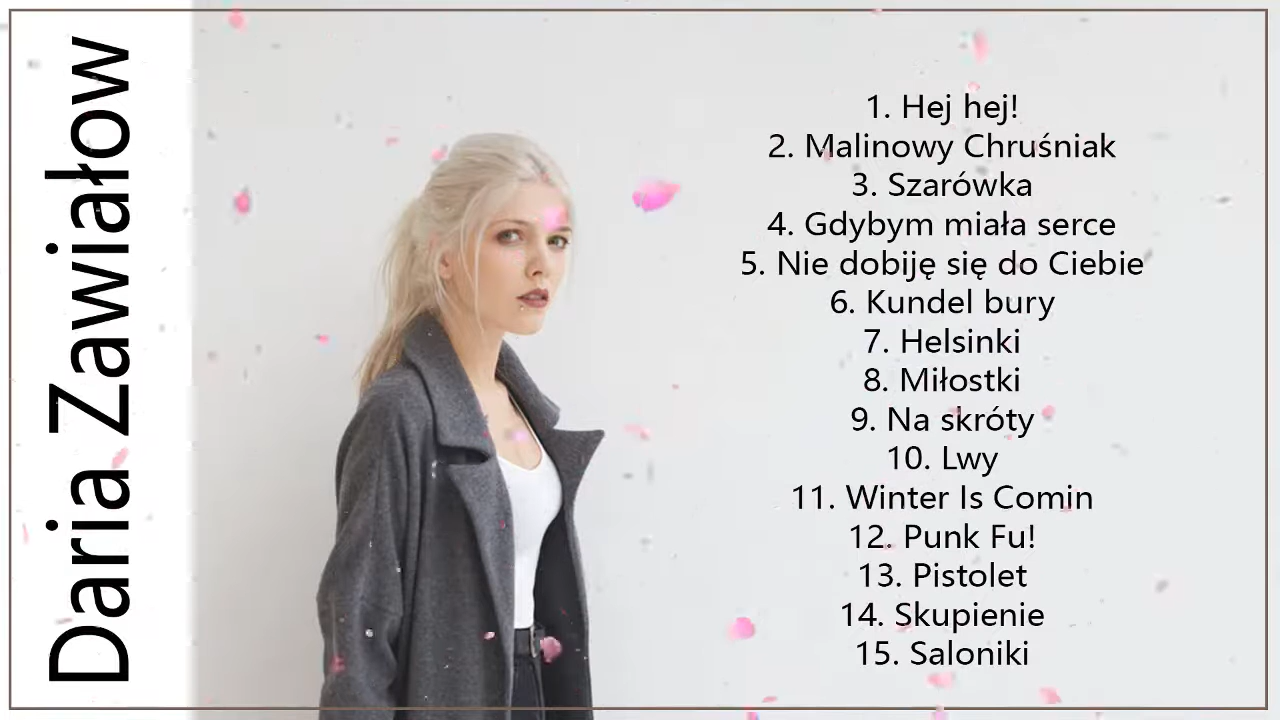 Daria Zawiałow
1. Hej hej!
2. Malinowy Chruśniak
3. Szarówka
4. Gdybym miała serce
5. Nie dobiję się do Ciebie
6. Kundel bury
7. Helsinki
8. Miłostki
9. Na skróty
10. Lwy
11. Winter Is Comin
12. Punk Fu!
13. Pistolet
14. Skupienie
15. Saloniki